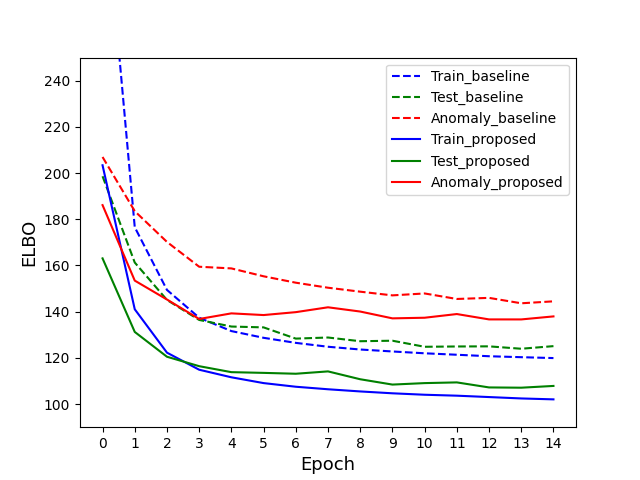 240
220
200
180
160
140
120
100
ELBO
0 1 2 3 4 5 6 7 8 9 10 11 12 13 14
Epoch
Train_baseline
Test_baseline
Anomaly_baseline
Train_proposed
Test_proposed
Anomaly_proposed